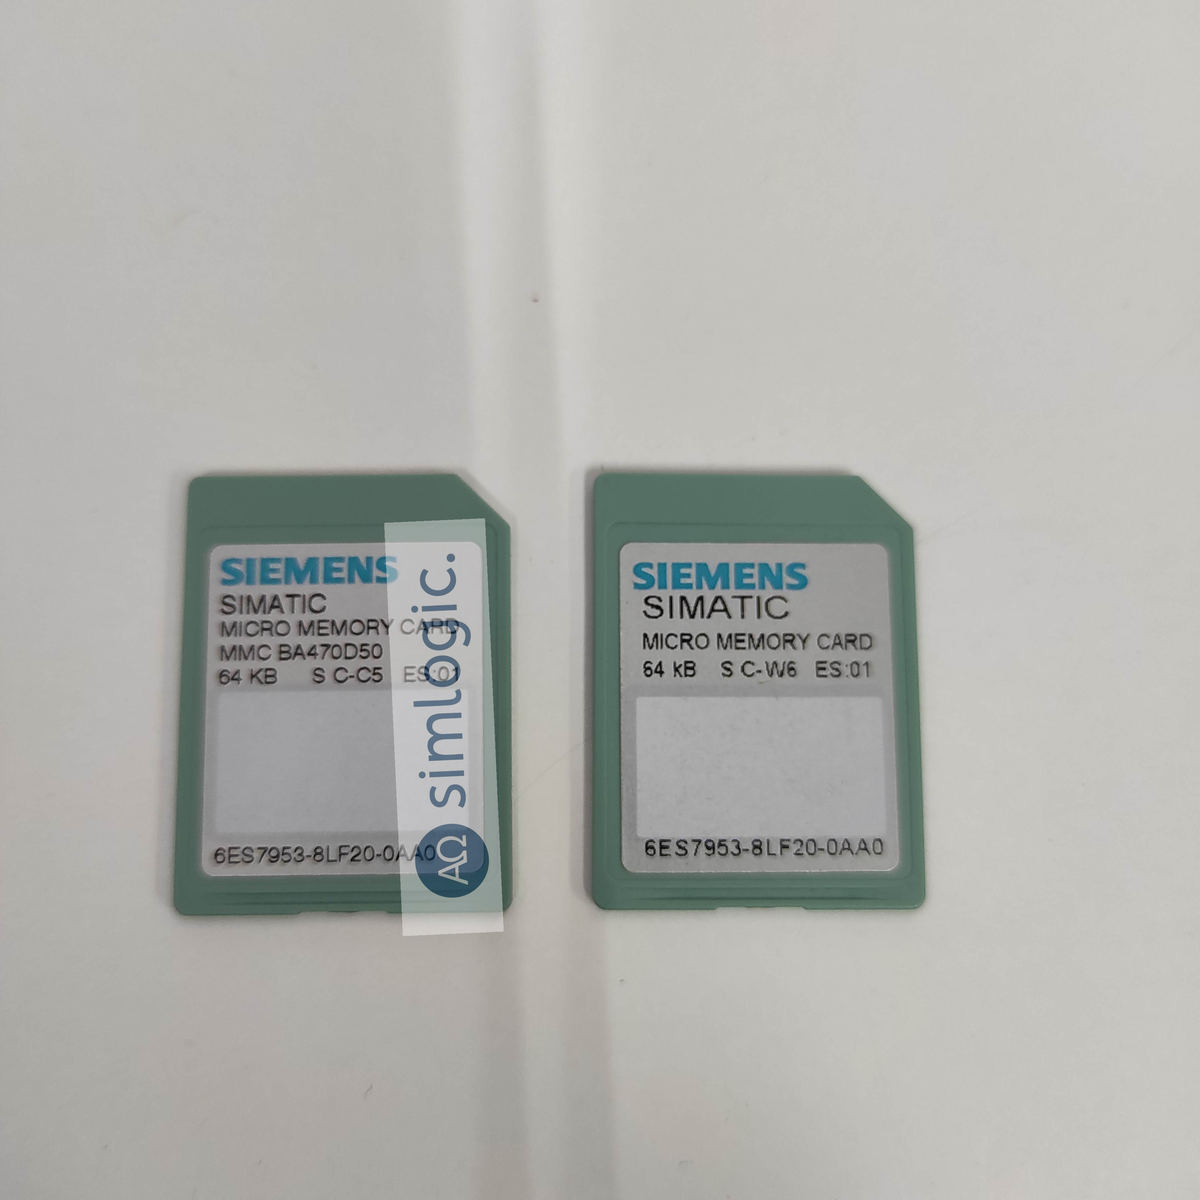 SIEMENS
SIMATIC
MICRO MEMORY CARD
MMC BA470D50
64 KB S C-C5 ES:01
6ES7953-8LF20-0AA0
ΑΩ simlogic.
SIEMENS
SIMATIC
MICRO MEMORY CARD
64 kB S C-W6 ES:01
6ES7953-8LF20-0AA0